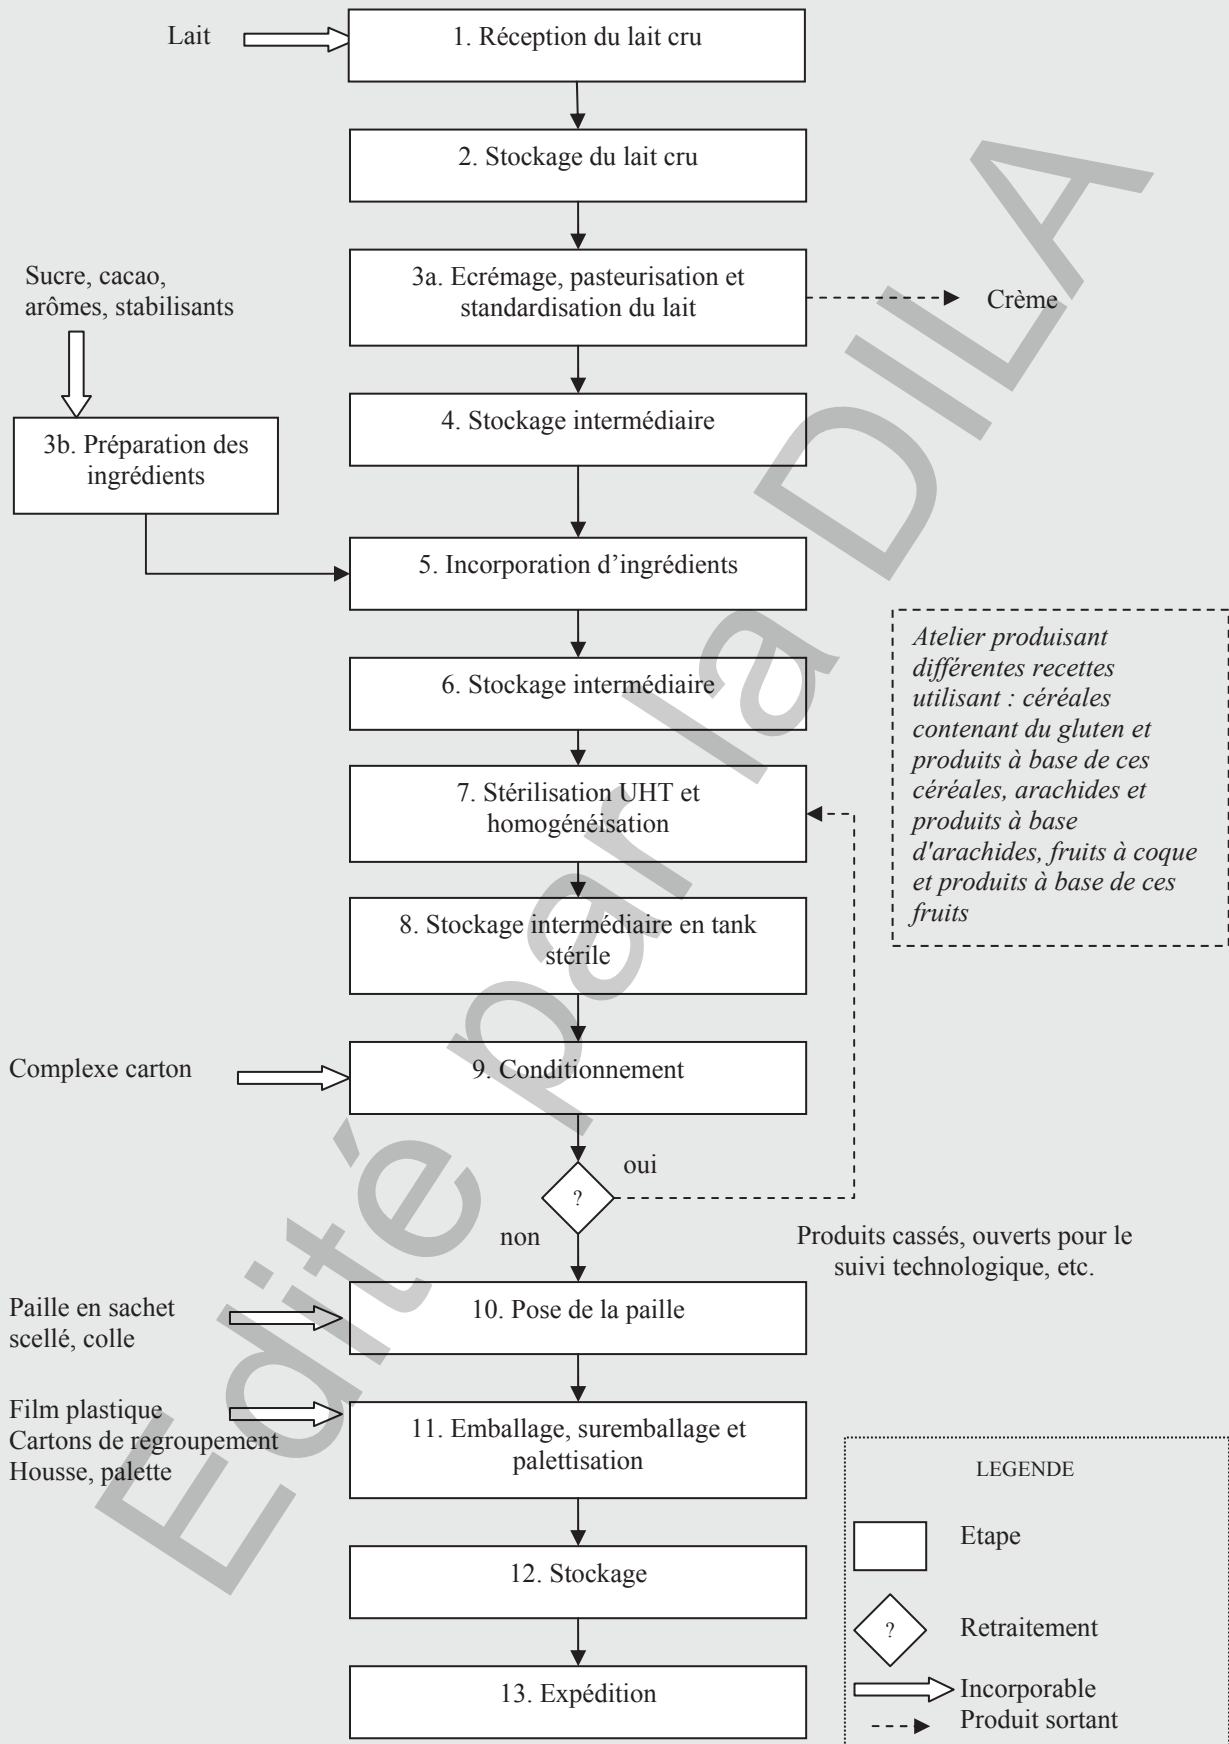 Lait
1. Réception du lait cru
2. Stockage du lait cru
Sucre, cacao,
arômes, stabilisants
3a. Ecrémage, pasteurisation et
standardisation du lait
Crème
3b. Préparation des
ingrédients
4. Stockage intermédiaire
5. Incorporation d’ingrédients
Atelier produisant
différentes recettes
utilisant : céréales
contenant du gluten et
produits à base de ces
céréales, arachides et
produits à base
d'arachides, fruits à coque
et produits à base de ces
fruits
6. Stockage intermédiaire
7. Stérilisation UHT et
homogénéisation
8. Stockage intermédiaire en tank
stérile
Complexe carton
9. Conditionnement
?
oui
non
Produits cassés, ouverts pour le
suivi technologique, etc.
Paille en sachet
scellé, colle
10. Pose de la paille
Film plastique
Cartons de regroupement
Housse, palette
11. Emballage, suremballage et
palettisation
12. Stockage
13. Expédition
LEGENDE
Etape
?
Retraitement
Incorporable
Produit sortant
Edité par la DILA